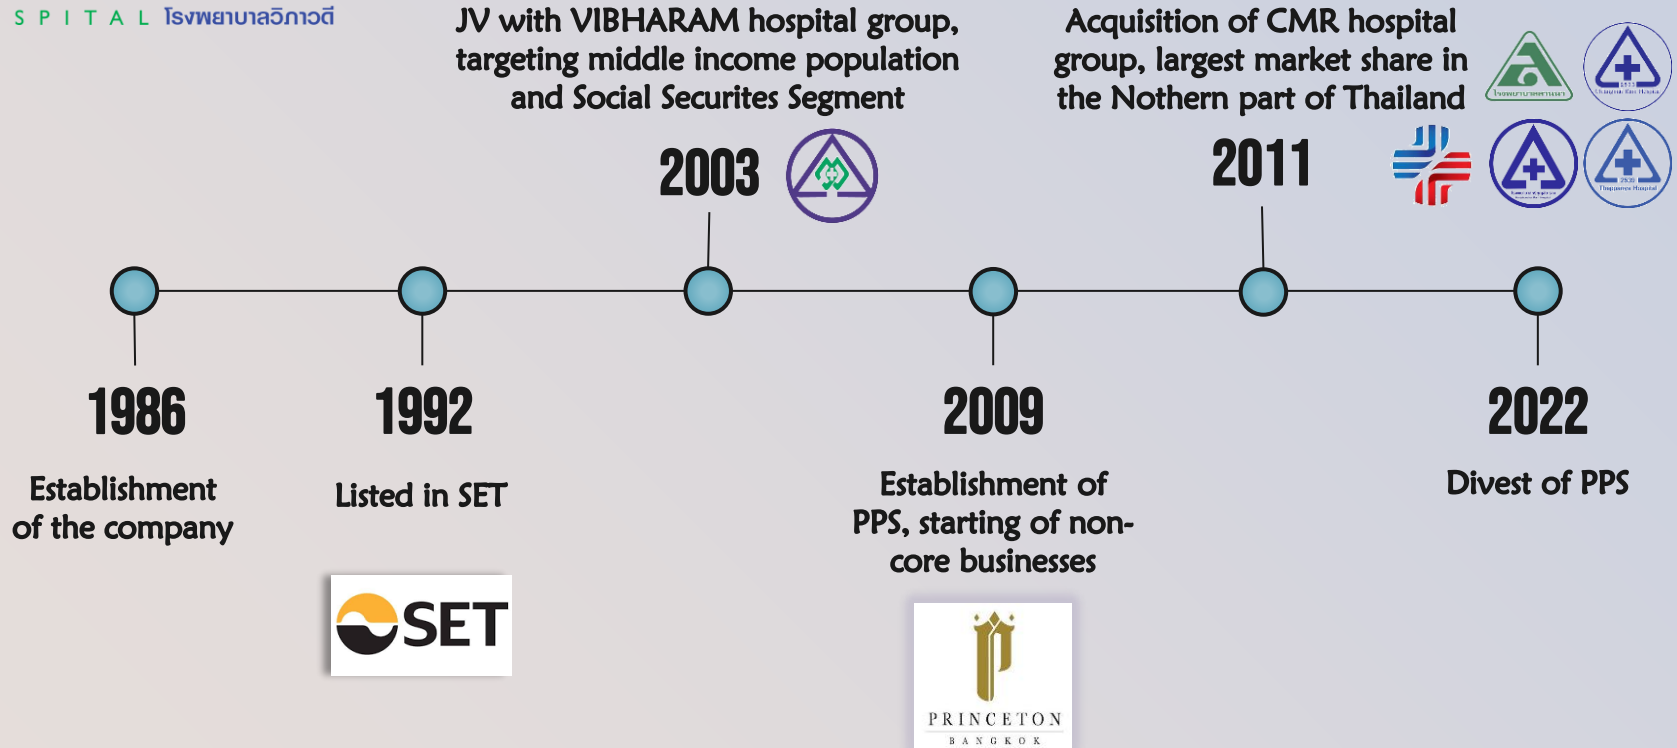 SPITAL โรงพยาบาลวิภาวดี
JV with VIBHARAM hospital group,
targeting middle income population
and Social Securites Segment
2003
Acquisition of CMR hospital
group, largest market share in
the Nothern part of Thailand
2011
1986
Establishment
of the company
1992
Listed in SET
SET
2009
Establishment of
PPS, starting of non-
core businesses
PRINCETON
BANGKOK
2022
Divest of PPS